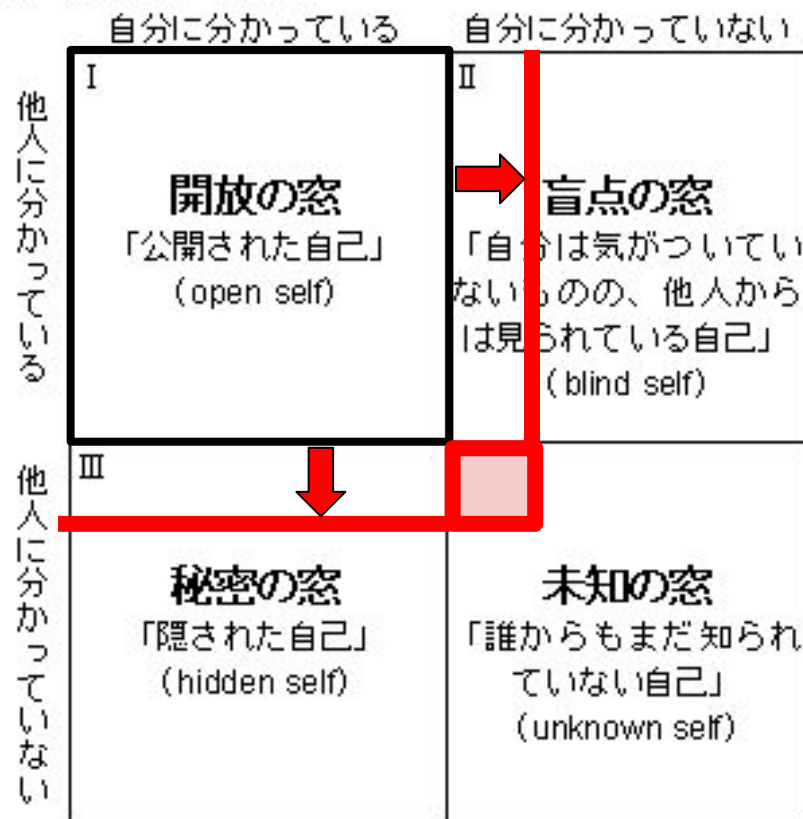 自分に分かっている
自分に分かっていない
他人に分かっている
I
開放の窓
「公開された自己」
(open self)
II
盲点の窓
「自分は気がついてい
ないものの、他人から
は見られている自己」
(blind self)
他人に分かっていない
III
秘密の窓
「隠された自己」
(hidden self)
未知の窓
「誰からもまだ知られ
ていない自己」
(unknown self)